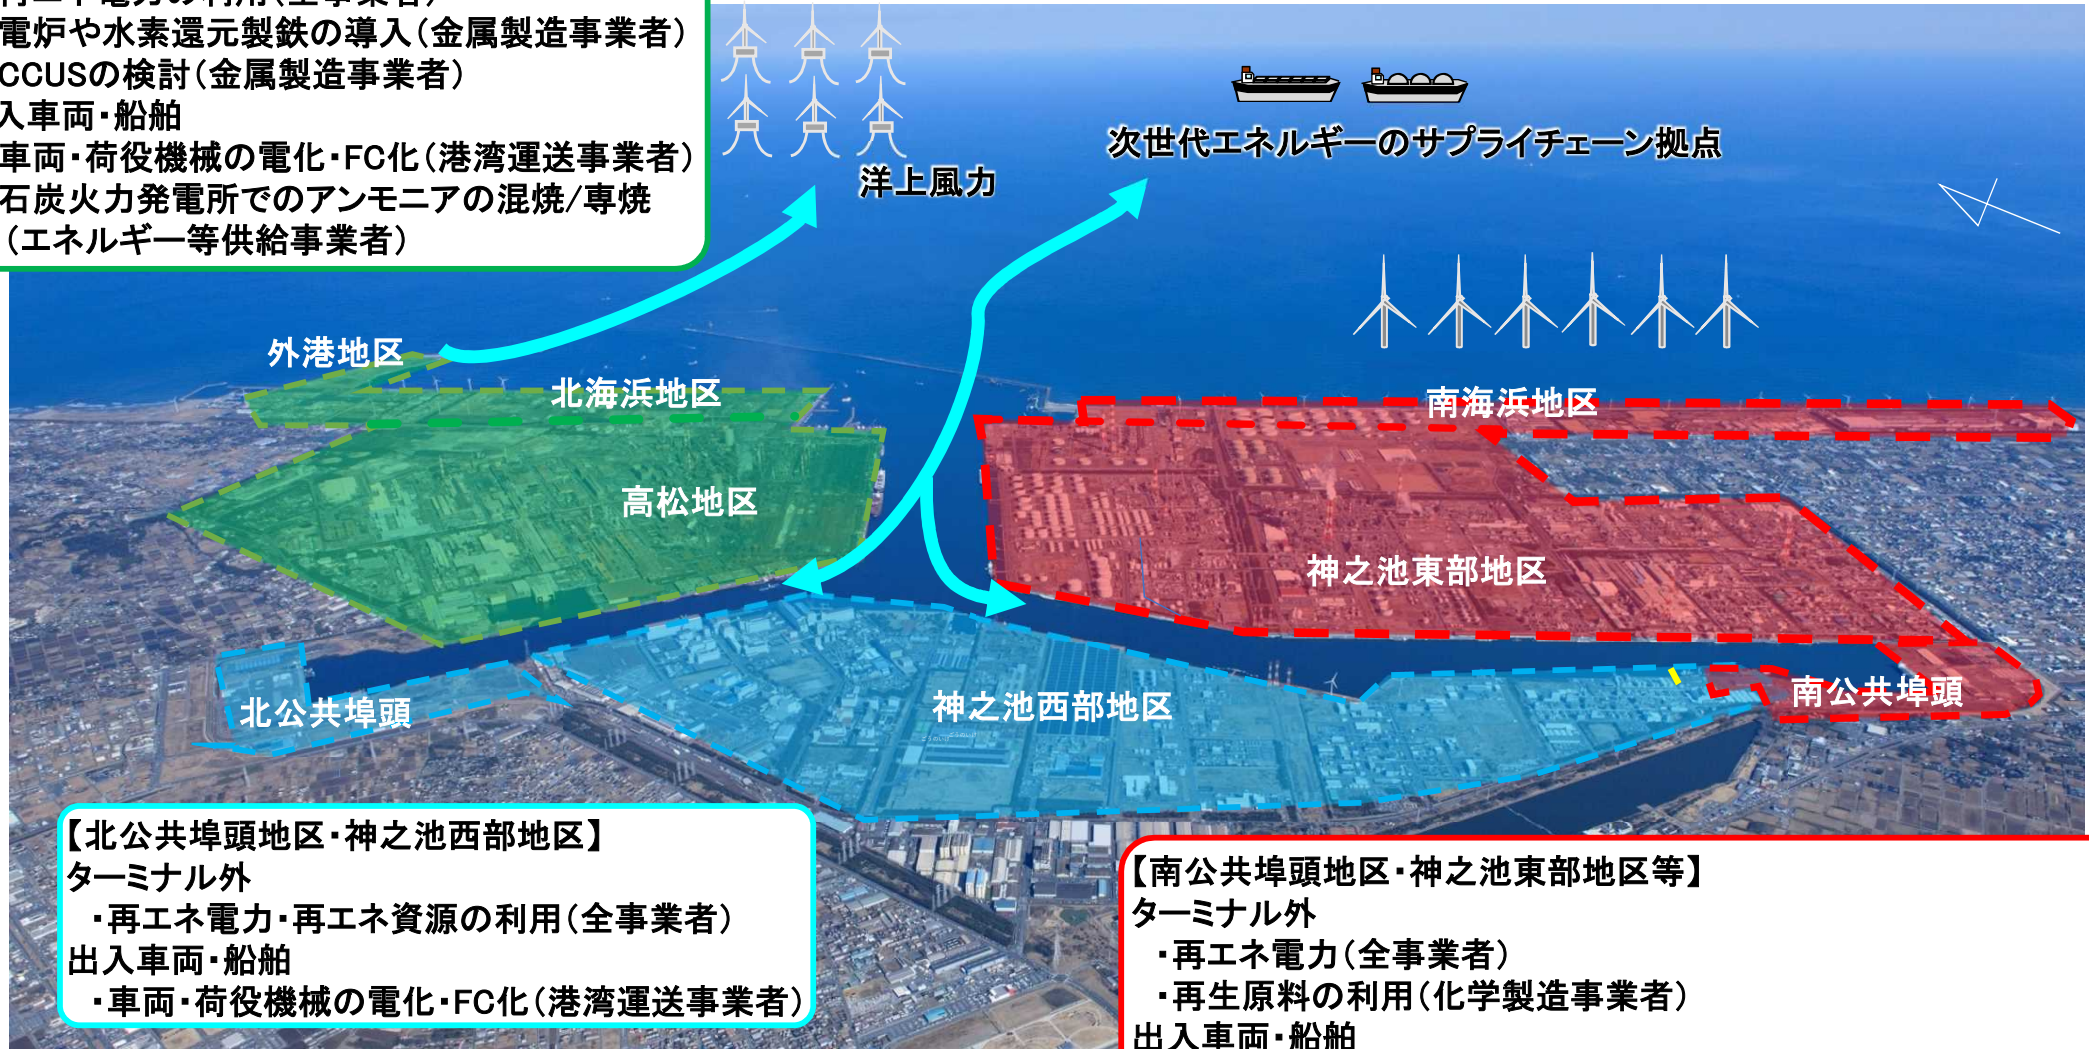 再エネ電力の利用(全事業者)
電炉や水素還元製鉄の導入(金属製造事業者)
CCUSの検討(金属製造事業者)
入車両・船舶
車両・荷役機械の電化・FC化(港湾運送事業者)
石炭火力発電所でのアンモニアの混焼/専焼
(エネルギー等供給事業者)
洋上風力
次世代エネルギーのサプライチェーン拠点
外港地区
北海浜地区
南海浜地区
高松地区
神之池東部地区
北公共埠頭
神之池西部地区
南公共埠頭
【北公共埠頭地区・神之池西部地区】
ターミナル外
・再エネ電力・再エネ資源の利用(全事業者)
出入車両・船舶
・車両・荷役機械の電化・FC化(港湾運送事業者)
【南公共埠頭地区・神之池東部地区等】
ターミナル外
・再エネ電力(全事業者)
・再生原料の利用(化学製造事業者)
出入車両・船舶